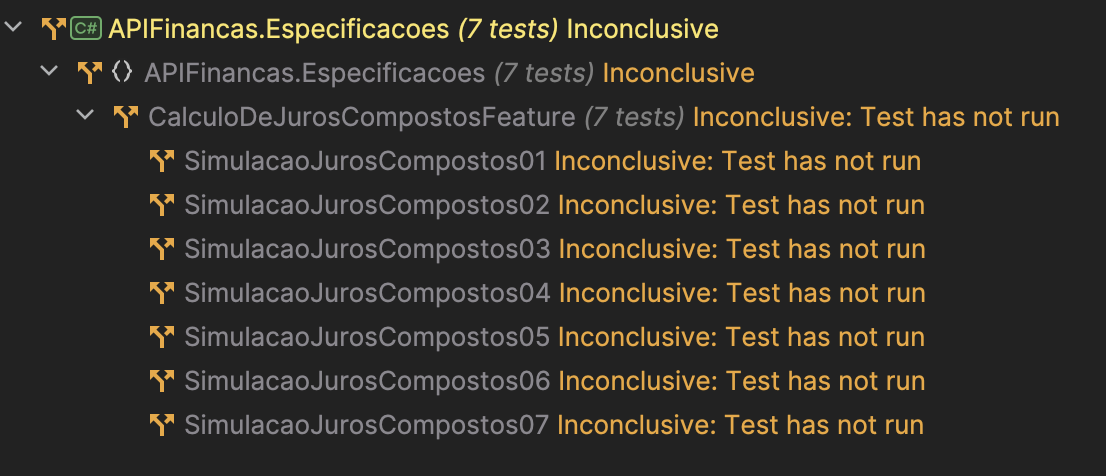 C# APIFinancas.Especificacoes (7 tests) Inconclusive
{} APIFinancas.Especificacoes (7 tests) Inconclusive
CalculoDeJurosCompostosFeature (7 tests) Inconclusive: Test has not run
SimulacaoJurosCompostos01 Inconclusive: Test has not run
SimulacaoJurosCompostos02 Inconclusive: Test has not run
SimulacaoJurosCompostos03 Inconclusive: Test has not run
SimulacaoJurosCompostos04 Inconclusive: Test has not run
SimulacaoJurosCompostos05 Inconclusive: Test has not run
SimulacaoJurosCompostos06 Inconclusive: Test has not run
SimulacaoJurosCompostos07 Inconclusive: Test has not run